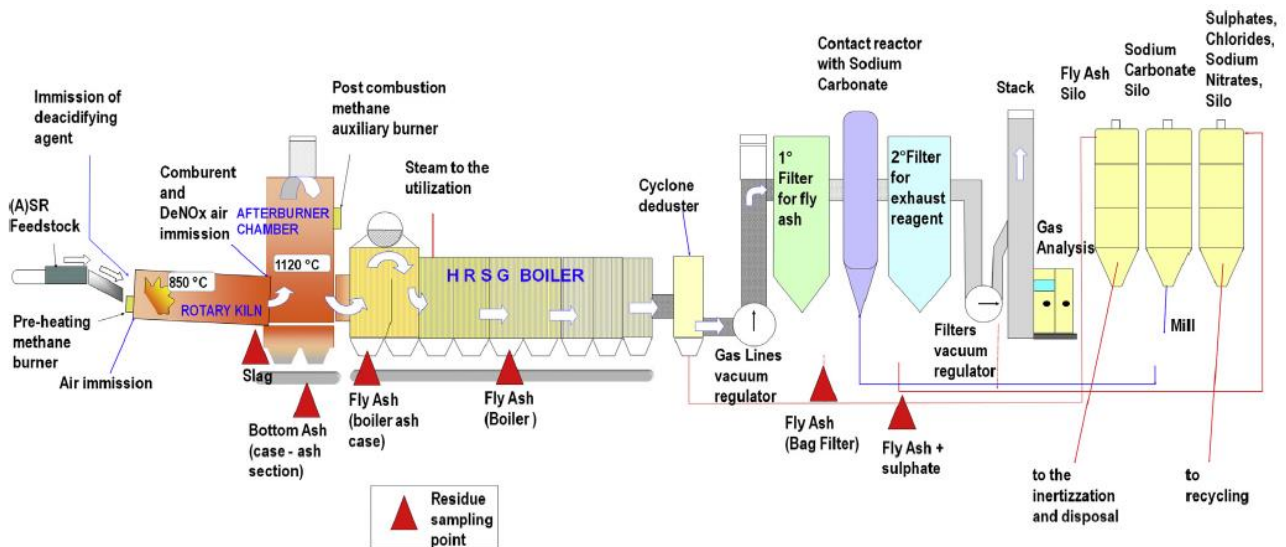 Immission of
deacidifying
agent
(A)SR
Feedstock
Pre-heating
methane
burner
Air immission
850 °C
ROTARY KILN
Comburent
and
DeNOx air
immission
Slag
Post combustion
methane
auxiliary burner
AFTERBURNER
CHAMBER
1120 °C
Bottom Ash
(case - ash
section)
Steam to the
utilization
HRSG BOILER
Fly Ash
(boiler ash
case)
Fly Ash
(Boiler )
Residue
sampling
point
Cyclone
deduster
Gas Lines
vacuum
regulator
1°
Filter
for fly
ash
Contact reactor
with Sodium
Carbonate
2°Filter
for
exhaust
reagent
Fly Ash
(Bag Filter)
Fly Ash +
sulphate
Filters
vacuum
regulator
Stack
Gas
Analysis
Fly Ash
Silo
Sodium
Carbonate
Silo
Sulphates,
Chlorides,
Sodium
Nitrates,
Silo
Mill
to the
inertizzation
and disposal
to
recycling